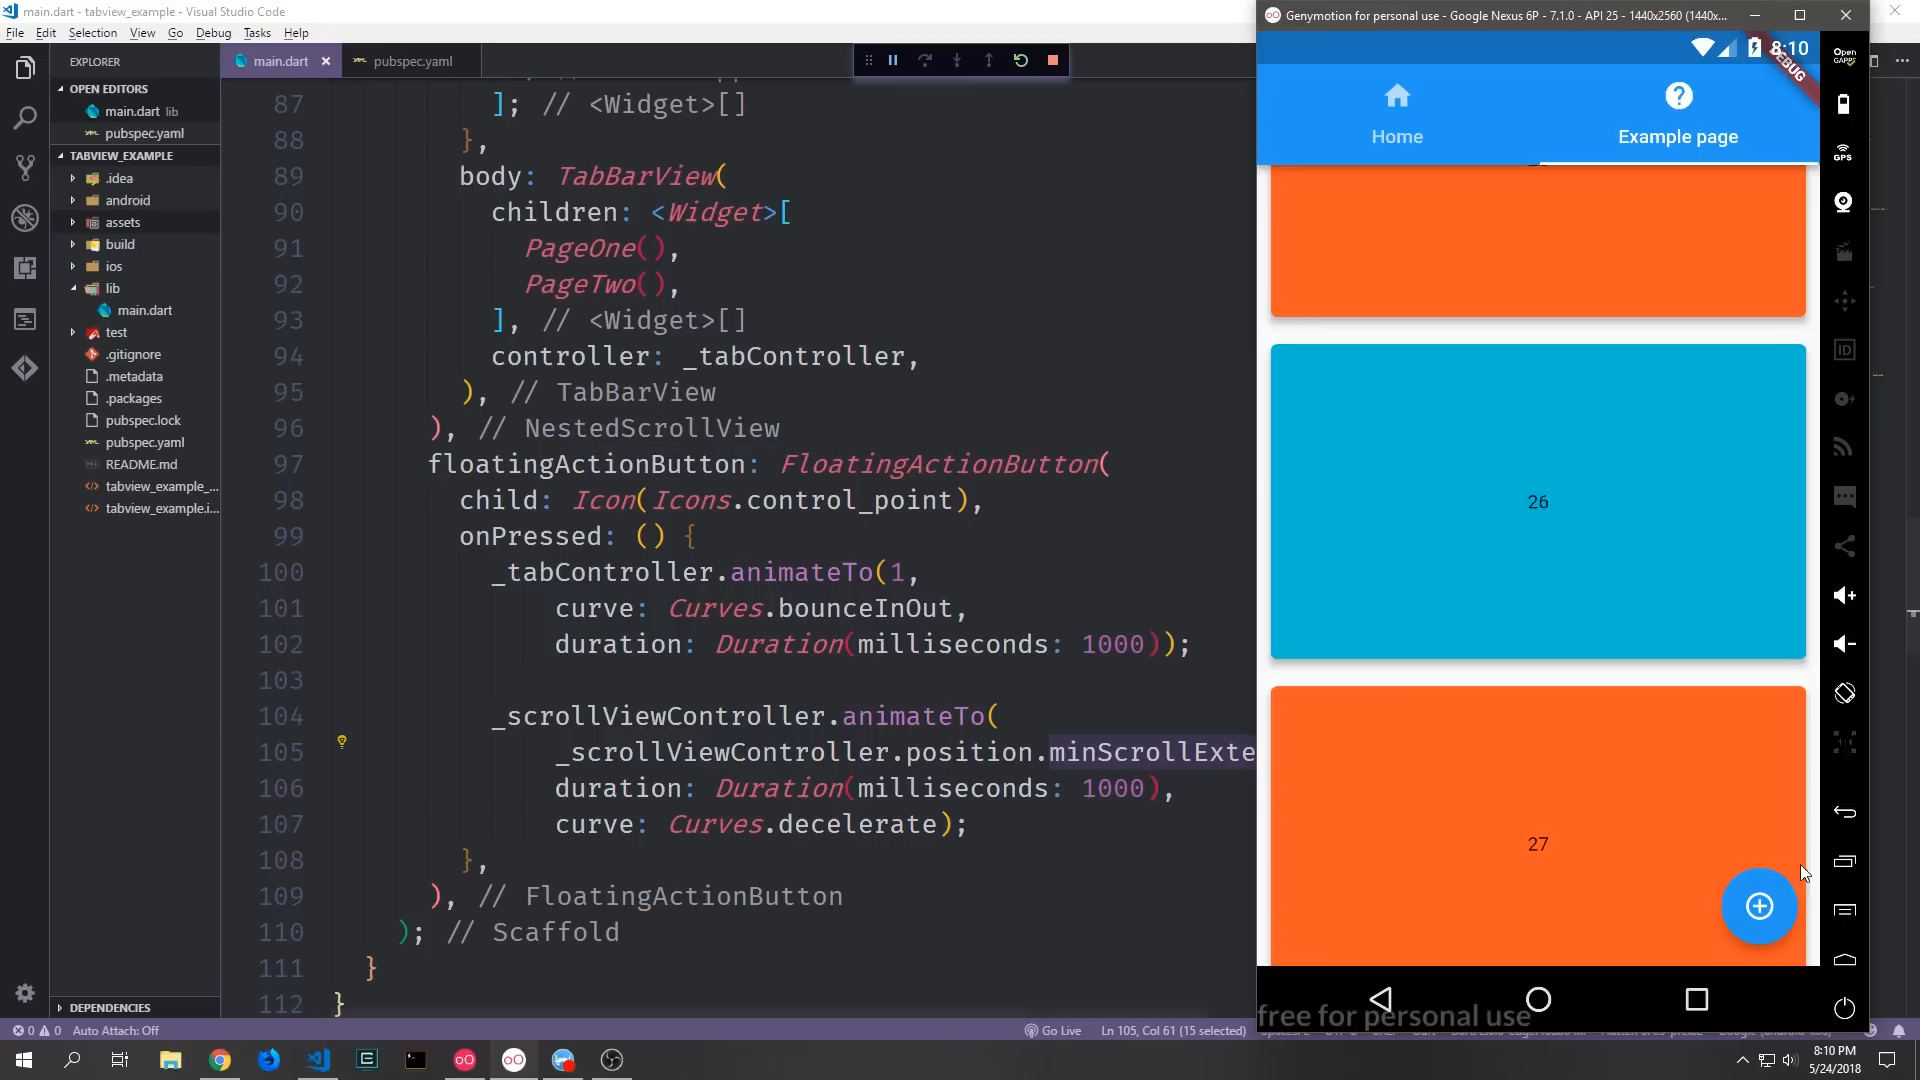 main.dart - tabview_example - Visual Studio Code
File Edit Selection View Go Debug Tasks Help
EXPLORER
OPEN EDITORS
main.dart lib
pubspec.yaml
TABVIEW_EXAMPLE
.idea
android
assets
build
ios
lib
main.dart
test
.gitignore
.metadata
.packages
pubspec.lock
pubspec.yaml
README.md
tabview_example_...
tabview_example.i...
DEPENDENCIES
main.dart
pubspec.yaml
87 ]; // <Widget>[]
88 },
89 body: TabBarView(
90 children: <Widget>[
91 PageOne(),
92 PageTwo(),
93 ], // <Widget>[]
94 controller: _tabController,
95 ), // TabBarView
96 ), // NestedScrollView
97 floatingActionButton: FloatingActionButton(
98 child: Icon(Icons.control_point),
99 onPressed: () {
100 _tabController.animateTo(1,
101 curve: Curves.bounceInOut,
102 duration: Duration(milliseconds: 1000));
103
104 _scrollViewController.animateTo(
105 _scrollViewController.position.minScrollExte
106 duration: Duration(milliseconds: 1000),
107 curve: Curves.decelerate);
108 },
109 ), // FloatingActionButton
110 ); // Scaffold
111 }
112 }
Genymotion for personal use - Google Nexus 6P - 7.1.0 - API 25 - 1440x2560 (1440x...
8:10
DEBUG
Home
Example page
26
27
free for personal use
Open
GAPPS
GPS
ID
1:1
0 0 Auto Attach: Off
Go Live
Ln 105, Col 61 (15 selected)
8:10 PM
5/24/2018